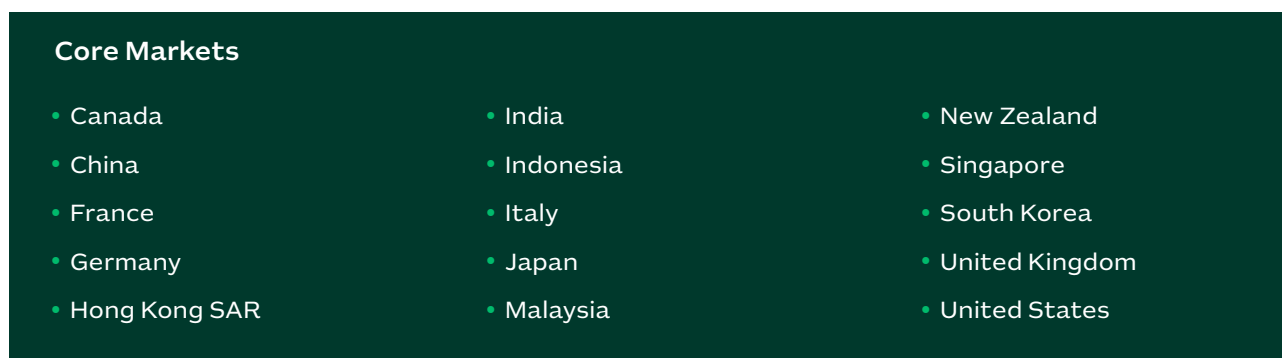 Core Markets
• Canada
• China
• France
• Germany
• Hong Kong SAR
• India
• Indonesia
• Italy
• Japan
• Malaysia
• New Zealand
• Singapore
• South Korea
• United Kingdom
• United States